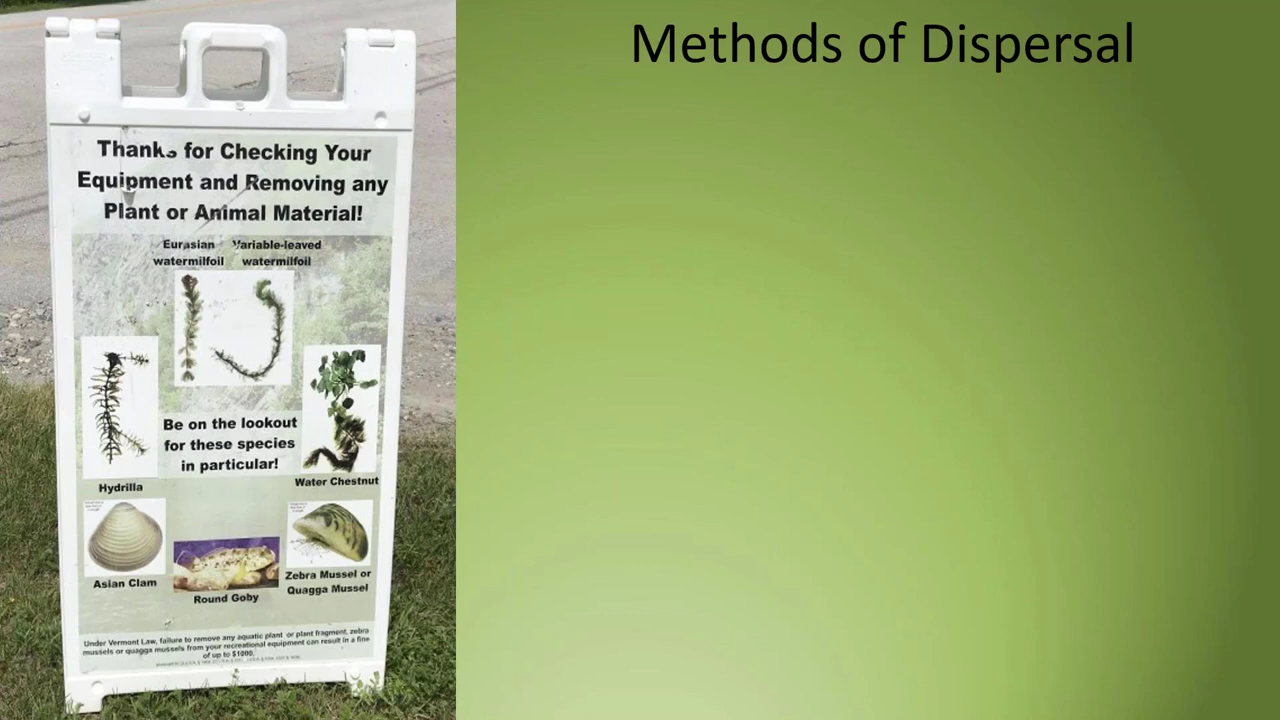 Methods of Dispersal
Thanks for Checking Your
Equipment and Removing any
Plant or Animal Material!
Eurasian Variable-leaved
watermilfoil watermilfoil
Be on the lookout
for these species
in particular!
Hydrilla
Water Chestnut
Asian Clam
Round Goby
Zebra Mussel or
Quagga Mussel
Under Vermont Law, failure to remove any aquatic plant or plant fragment, zebra
mussels or quagga mussels from your recreational equipment can result in a fine
of up to $1000.